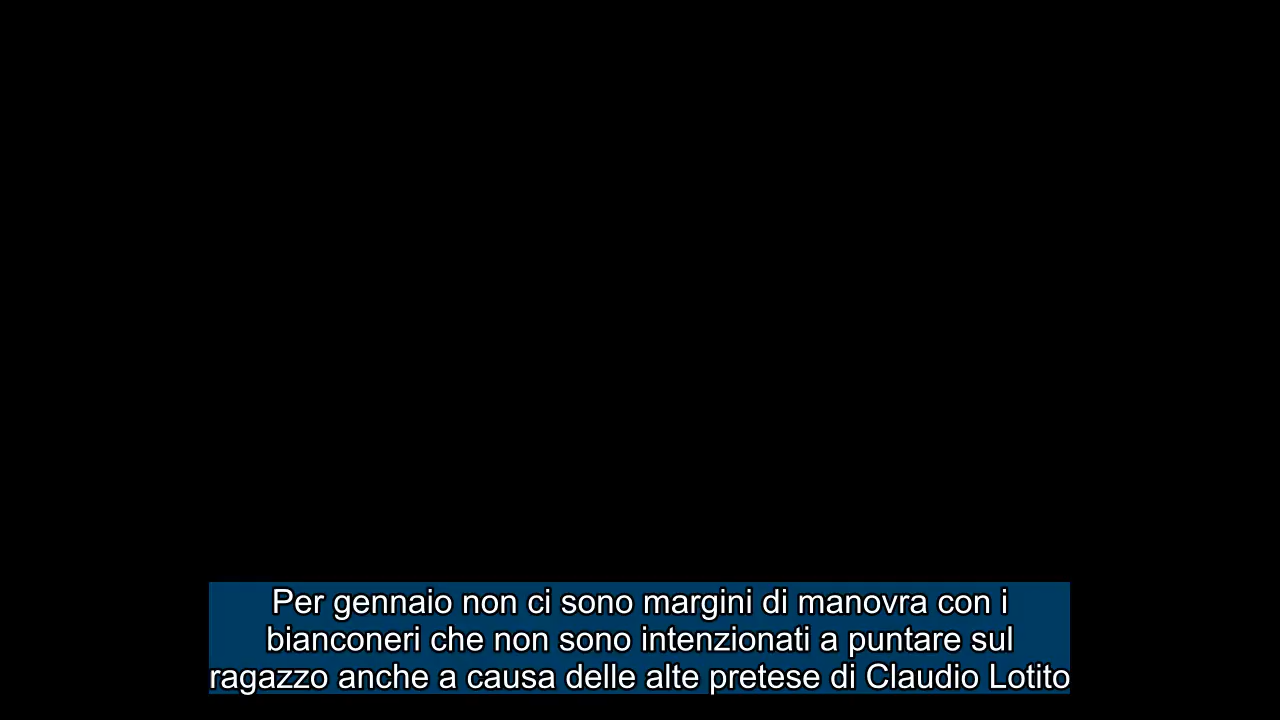 Per gennaio non ci sono margini di manovra con i
bianconeri che non sono intenzionati a puntare sul
ragazzo anche a causa delle alte pretese di Claudio Lotito